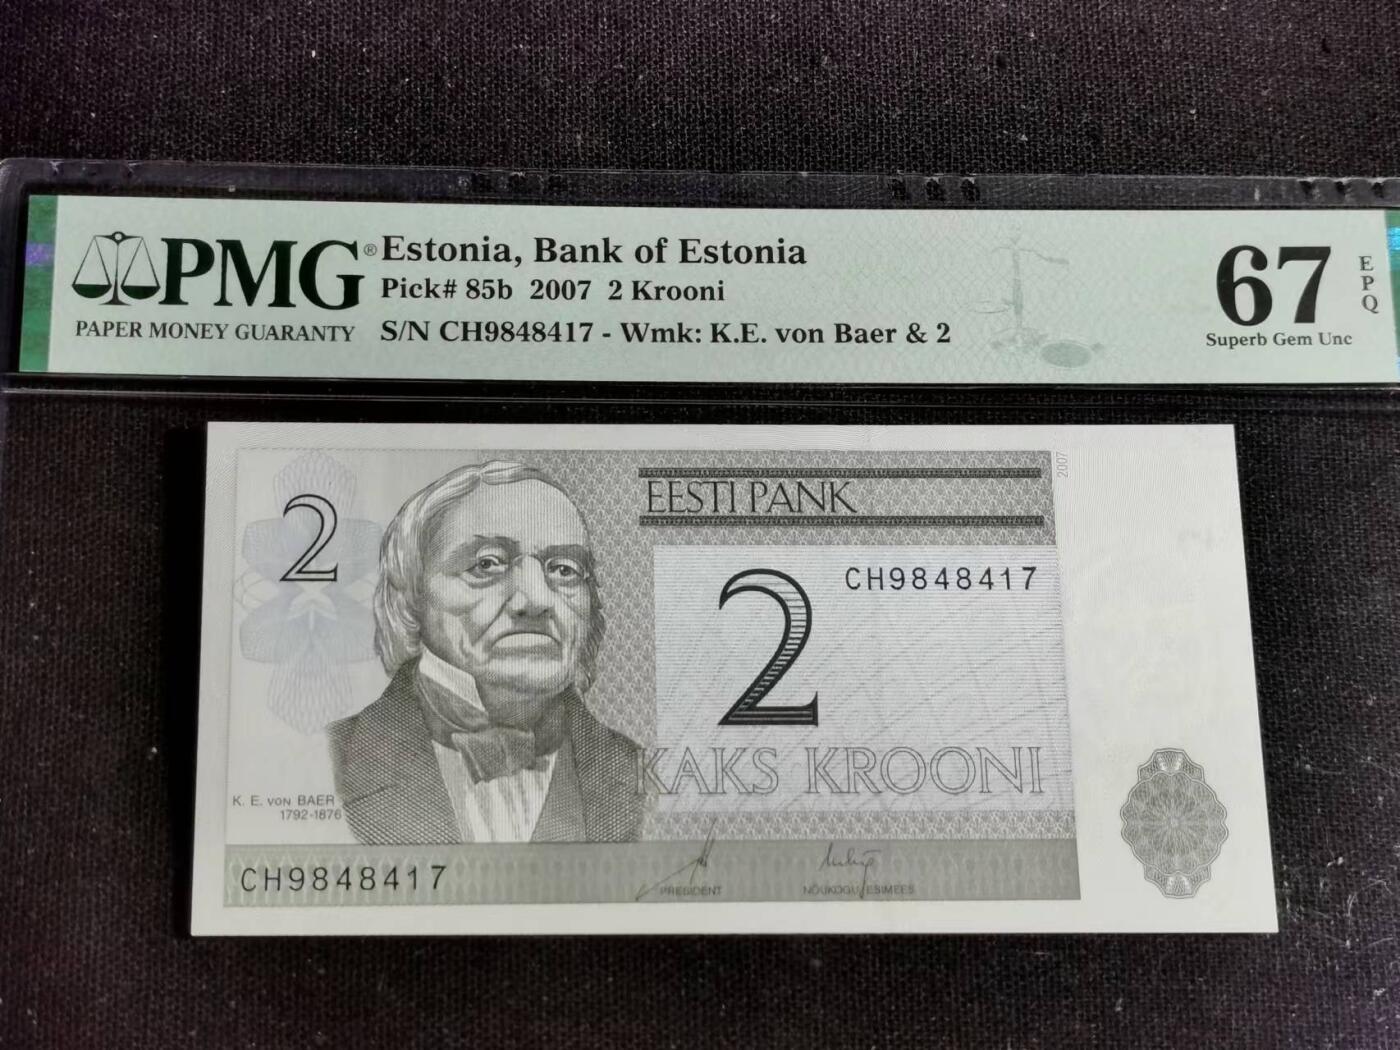 PMG®
PAPER MONEY GUARANTY
Estonia, Bank of Estonia
Pick# 85b 2007 2 Krooni
S/N CH9848417 - Wmk: K.E. von Baer & 2
67
EPQ
Superb Gem Unc
2007
EESTI PANK
2
CH9848417
2
KAKS KROONI
K. E. VON BAER
1792-1876
CH9848417
PRESIDENT
NÕUKOGU ESIMEES